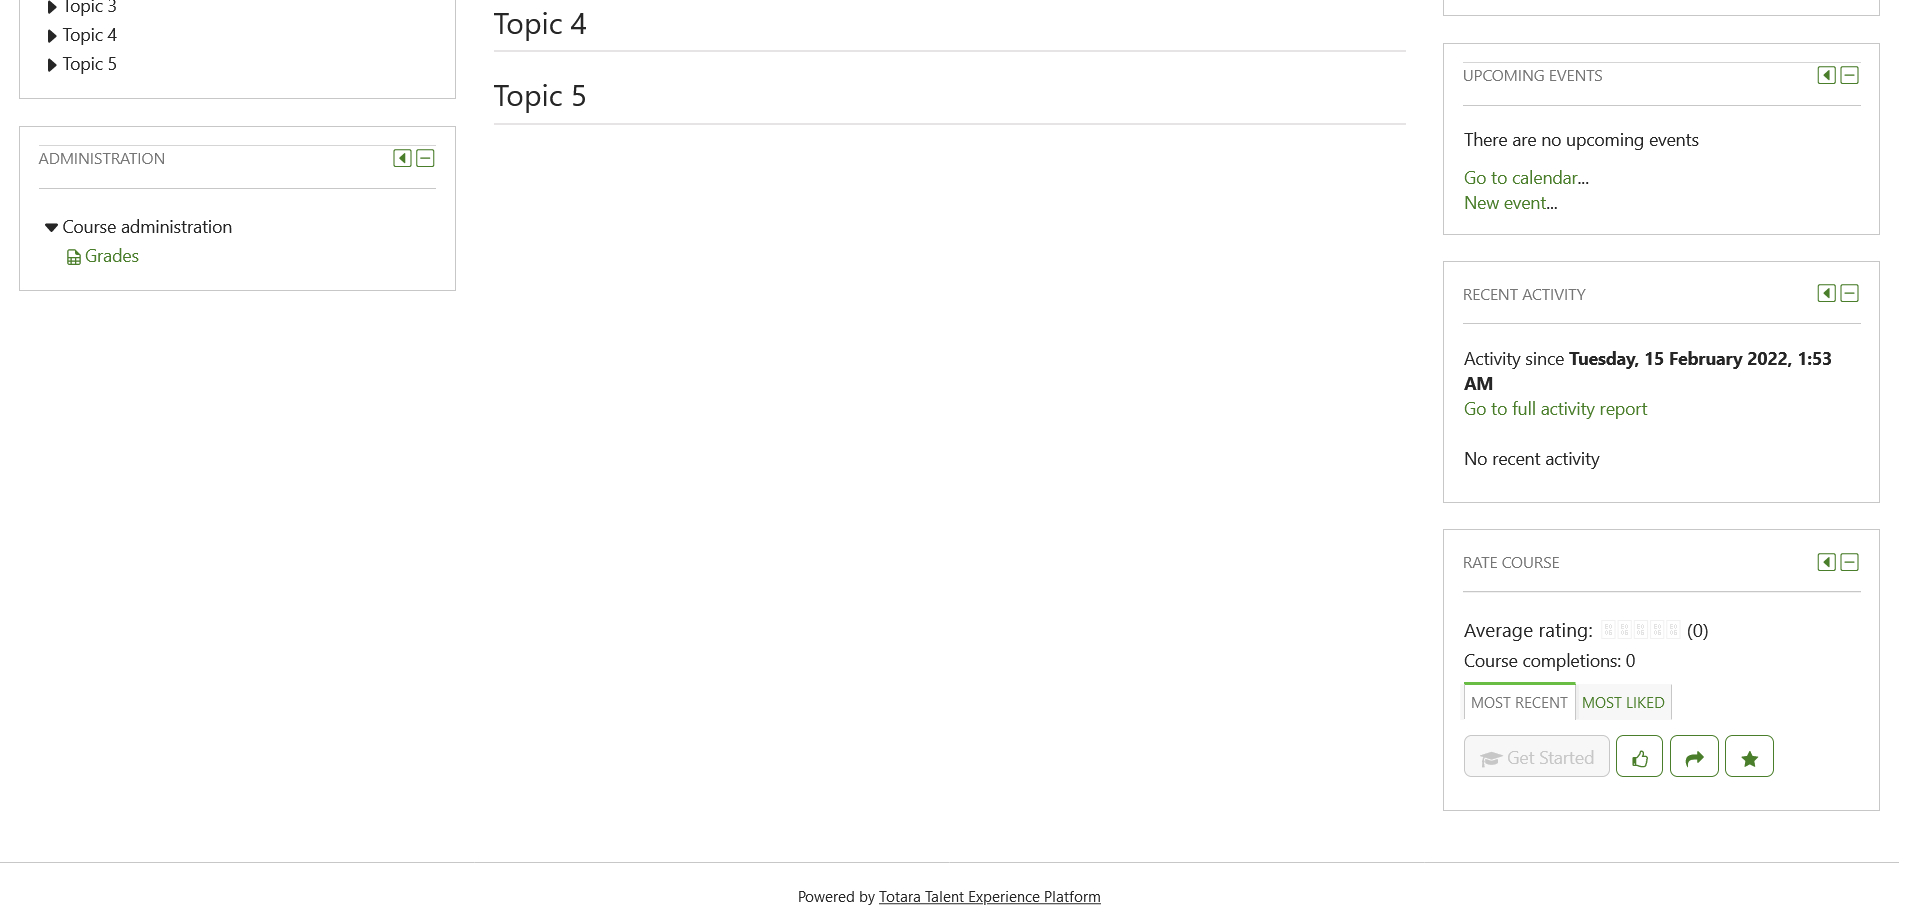 Topic 3
Topic 4
Topic 5
ADMINISTRATION
Course administration
Grades
Topic 4
Topic 5
UPCOMING EVENTS
There are no upcoming events
Go to calendar...
New event...
RECENT ACTIVITY
Activity since Tuesday, 15 February 2022, 1:53
AM
Go to full activity report
No recent activity
RATE COURSE
Average rating: (0)
Course completions: 0
MOST RECENT MOST LIKED
Get Started
Powered by Totara Talent Experience Platform